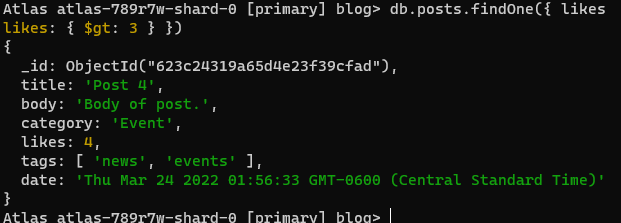 Atlas atlas-789r7w-shard-0 [primary] blog> db.posts.findOne({ likes
likes: { $gt: 3 } })
{
  _id: ObjectId("623c24319a65d4e23f39cfad"),
  title: 'Post 4',
  body: 'Body of post.',
  category: 'Event',
  likes: 4,
  tags: [ 'news', 'events' ],
  date: 'Thu Mar 24 2022 01:56:33 GMT-0600 (Central Standard Time)'
}
Atlas atlas-789r7w-shard-0 [primary] blog>